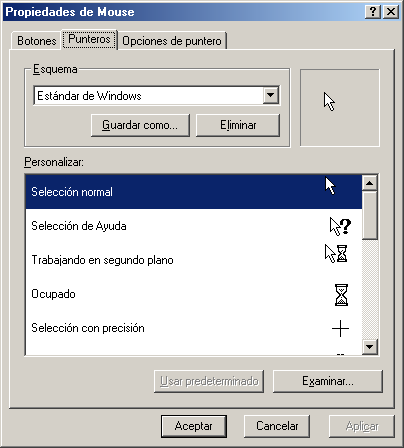 Propiedades de Mouse
Botones
Punteros
Opciones de puntero
Esquema
Estándar de Windows
Guardar como...
Eliminar
Personalizar:
Selección normal
Selección de Ayuda
Trabajando en segundo plano
Ocupado
Selección con precisión
Usar predeterminado
Examinar...
Aceptar
Cancelar
Aplicar